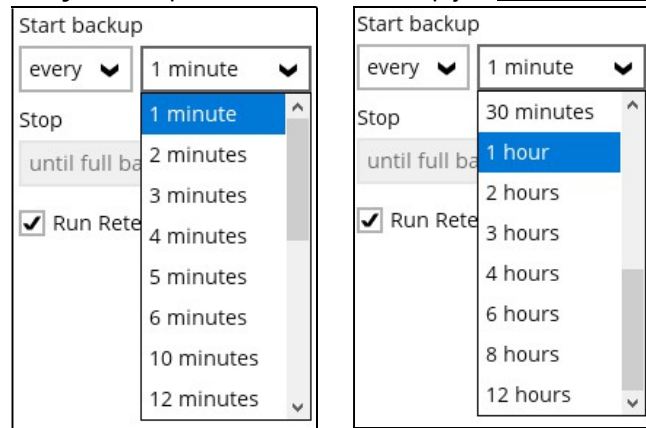 Start backup
every 1 minute
Stop
until full ba
Run Rete
1 minute
2 minutes
3 minutes
4 minutes
5 minutes
6 minutes
10 minutes
12 minutes
Start backup
every 1 minute
Stop
until full ba
Run Rete
30 minutes
1 hour
2 hours
3 hours
4 hours
6 hours
8 hours
12 hours